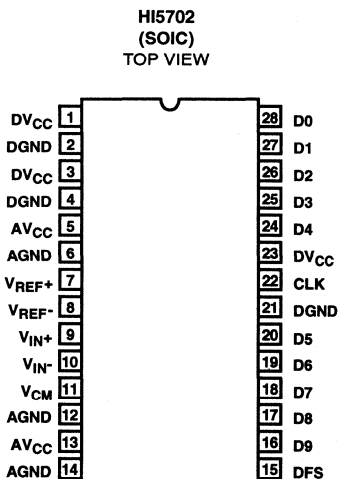 HI5702
(SOIC)
TOP VIEW
DVCC 1 28 D0
DGND 2 27 D1
DVCC 3 26 D2
DGND 4 25 D3
AVCC 5 24 D4
AGND 6 23 DVCC
VREF+ 7 22 CLK
VREF- 8 21 DGND
VIN+ 9 20 D5
VIN- 10 19 D6
VCM 11 18 D7
AGND 12 17 D8
AVCC 13 16 D9
AGND 14 15 DFS